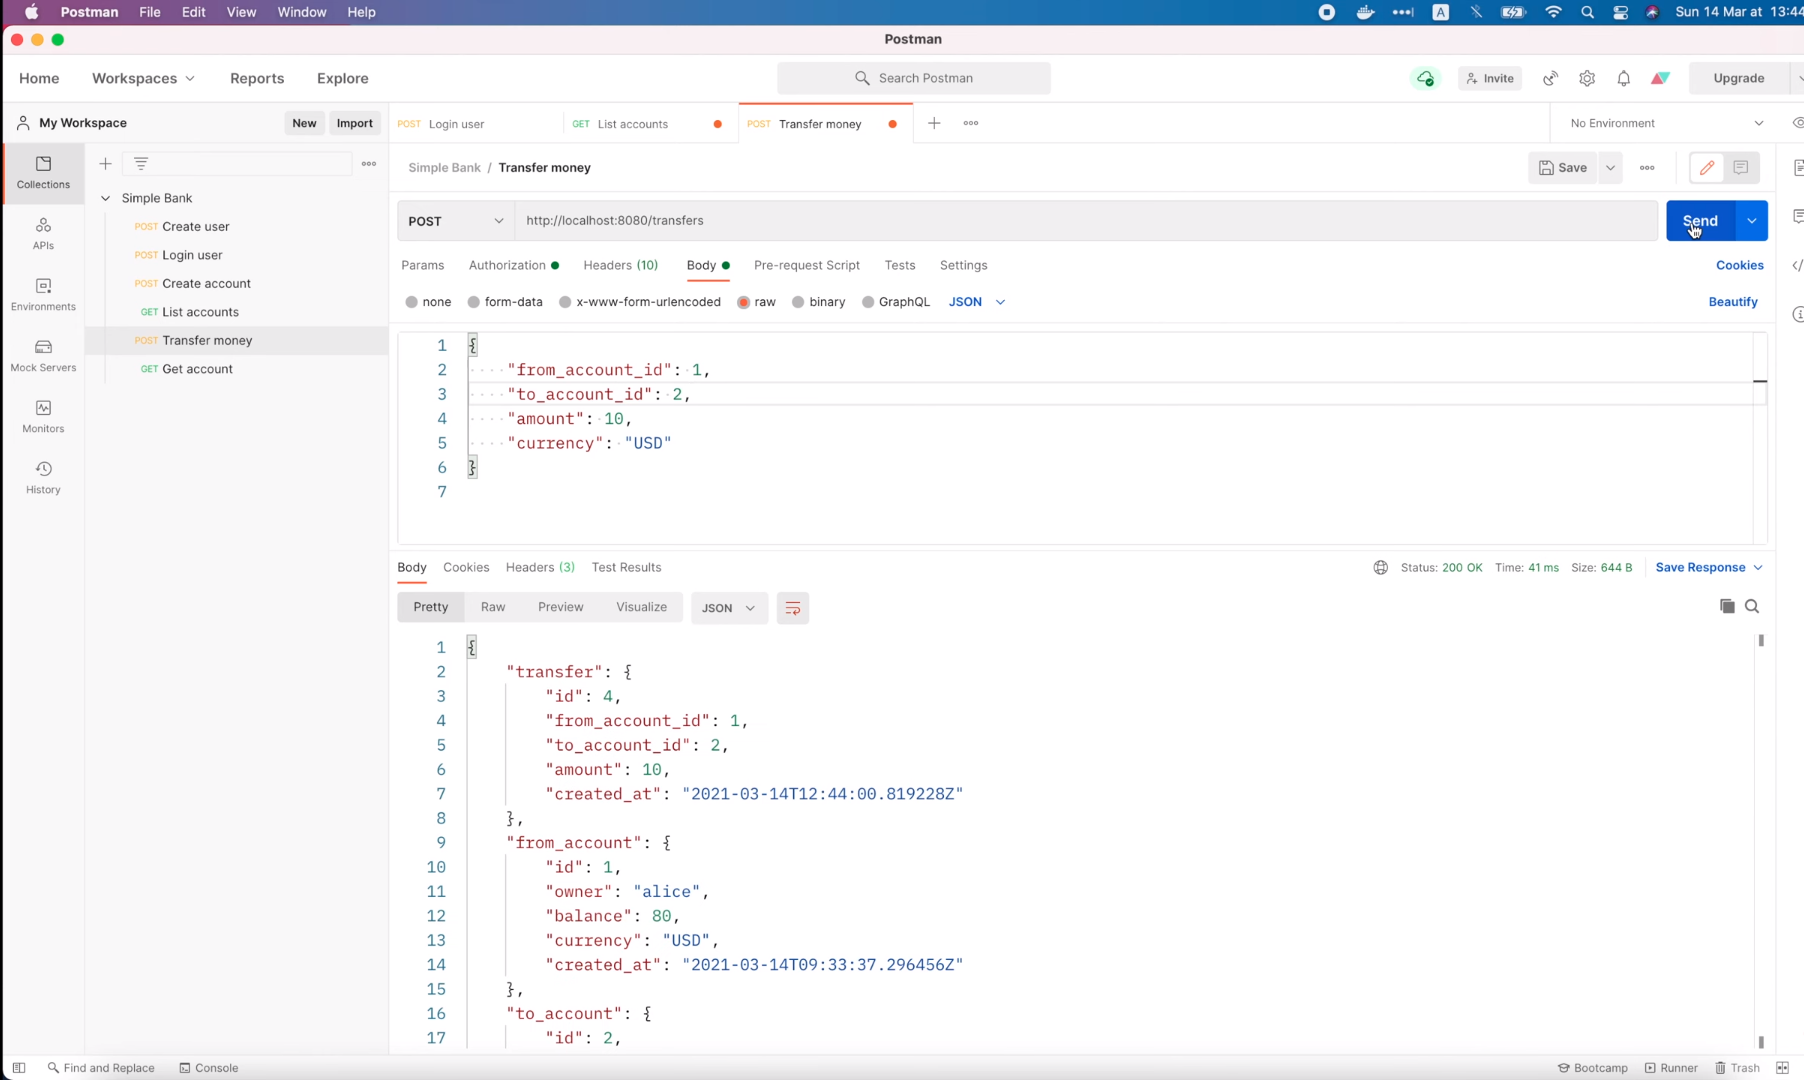 Postman File Edit View Window Help A Sun 14 Mar at 13:44
Postman
Home Workspaces Reports Explore Search Postman Invite Upgrade
My Workspace New Import POST Login user GET List accounts POST Transfer money No Environment
Simple Bank / Transfer money Save
Collections
APIs
Environments
Mock Servers
Monitors
History
Simple Bank
POST Create user
POST Login user
POST Create account
GET List accounts
POST Transfer money
GET Get account
POST http://localhost:8080/transfers Send
Params Authorization Headers (10) Body Pre-request Script Tests Settings Cookies
none form-data x-www-form-urlencoded raw binary GraphQL JSON Beautify
1 {
2 "from_account_id": 1,
3 "to_account_id": 2,
4 "amount": 10,
5 "currency": "USD"
6 }
7
Body Cookies Headers (3) Test Results Status: 200 OK Time: 41 ms Size: 644 B Save Response
Pretty Raw Preview Visualize JSON
1 {
2 "transfer": {
3 "id": 4,
4 "from_account_id": 1,
5 "to_account_id": 2,
6 "amount": 10,
7 "created_at": "2021-03-14T12:44:00.819228Z"
8 },
9 "from_account": {
10 "id": 1,
11 "owner": "alice",
12 "balance": 80,
13 "currency": "USD",
14 "created_at": "2021-03-14T09:33:37.296456Z"
15 },
16 "to_account": {
17 "id": 2,
Find and Replace Console Bootcamp Runner Trash